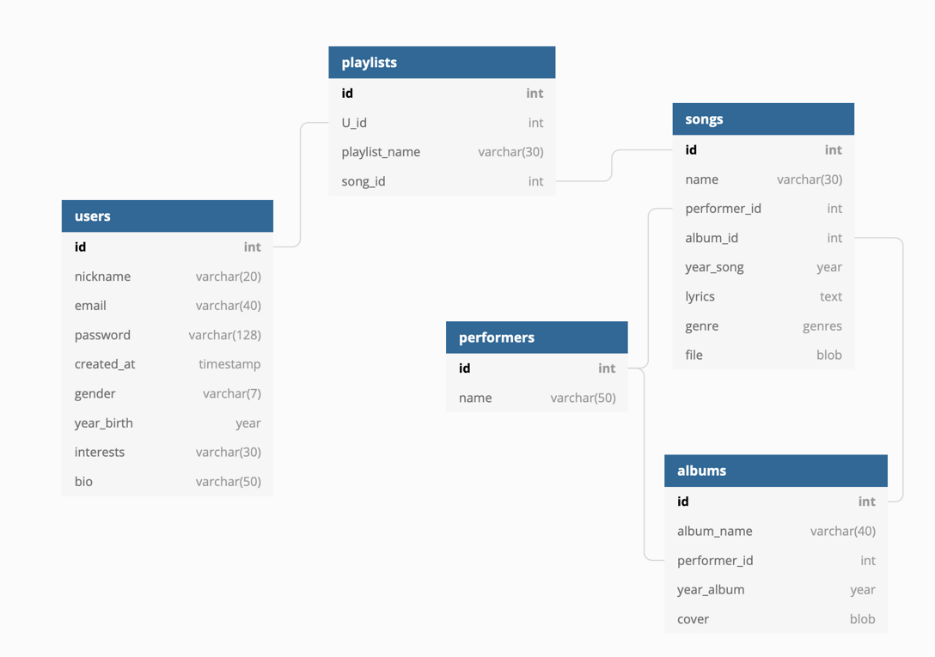 playlists
id int
U_id int
playlist_name varchar(30)
song_id int
songs
id int
name varchar(30)
performer_id int
album_id int
year_song year
lyrics text
genre genres
file blob
users
id int
nickname varchar(20)
email varchar(40)
password varchar(128)
created_at timestamp
gender varchar(7)
year_birth year
interests varchar(30)
bio varchar(50)
performers
id int
name varchar(50)
albums
id int
album_name varchar(40)
performer_id int
year_album year
cover blob